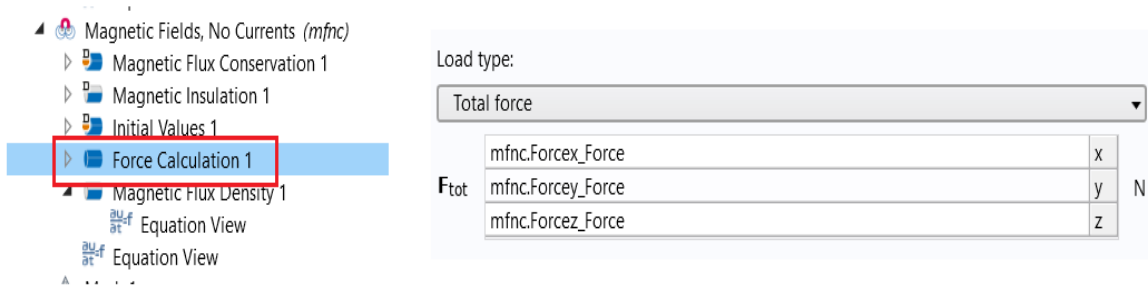 Magnetic Fields, No Currents (mfnc)
D Magnetic Flux Conservation 1
D Magnetic Insulation 1
D Initial Values 1
Force Calculation 1
Magnetic Flux Density 1
∂u/∂t=f Equation View
∂u/∂t=f Equation View
Load type:
Total force
mfnc.Forcex_Force x
Ftot mfnc.Forcey_Force y N
mfnc.Forcez_Force z